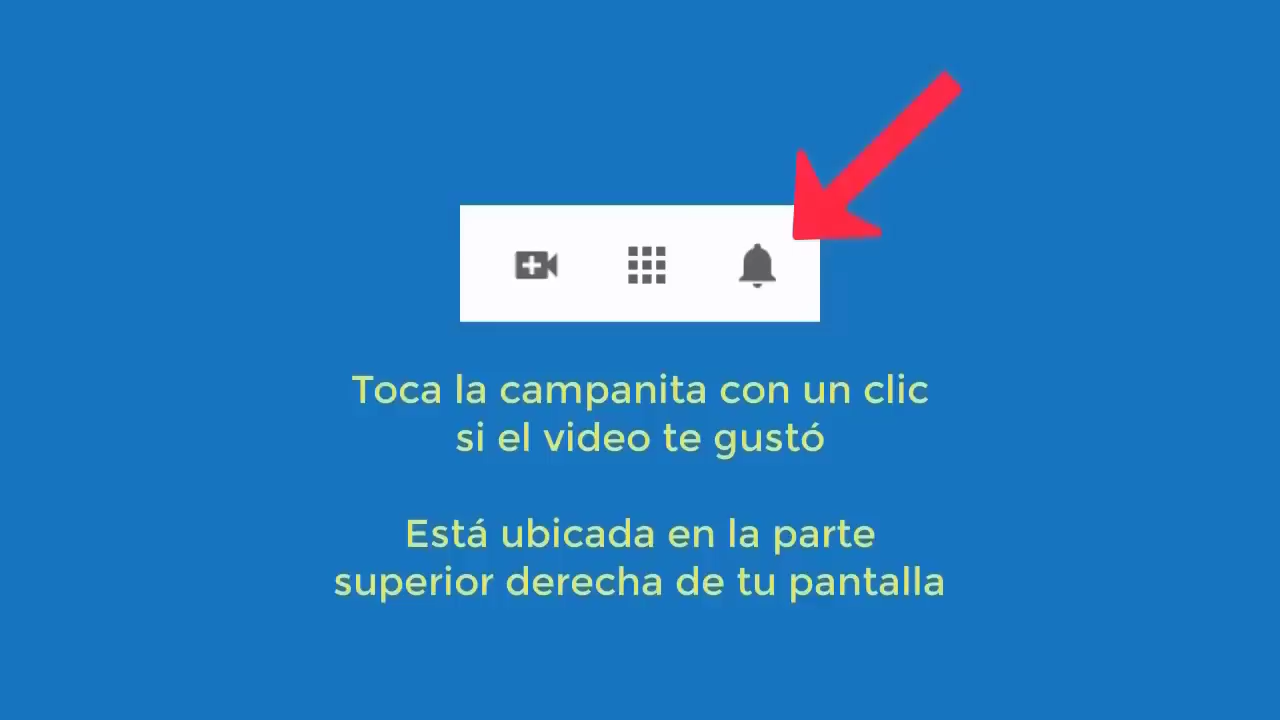 Toca la campanita con un clic
si el video te gustó
Está ubicada en la parte
superior derecha de tu pantalla